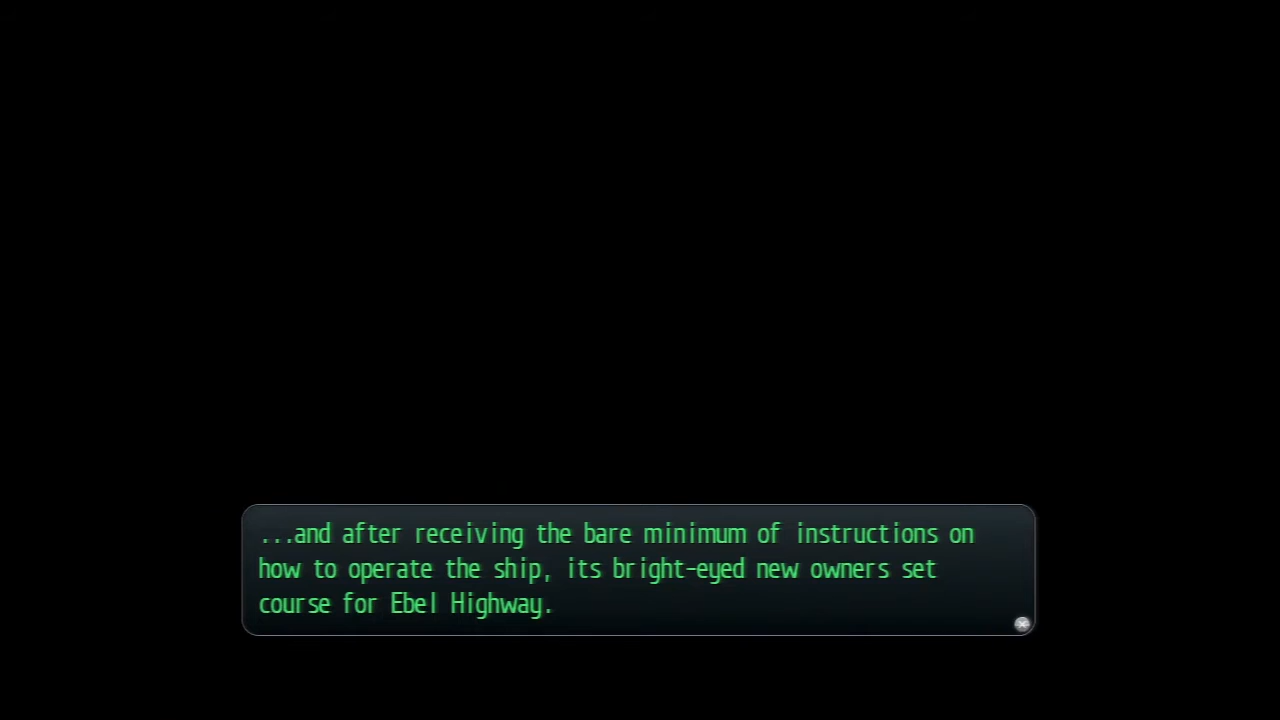 ...and after receiving the bare minimum of instructions on
how to operate the ship, its bright-eyed new owners set
course for Ebel Highway.